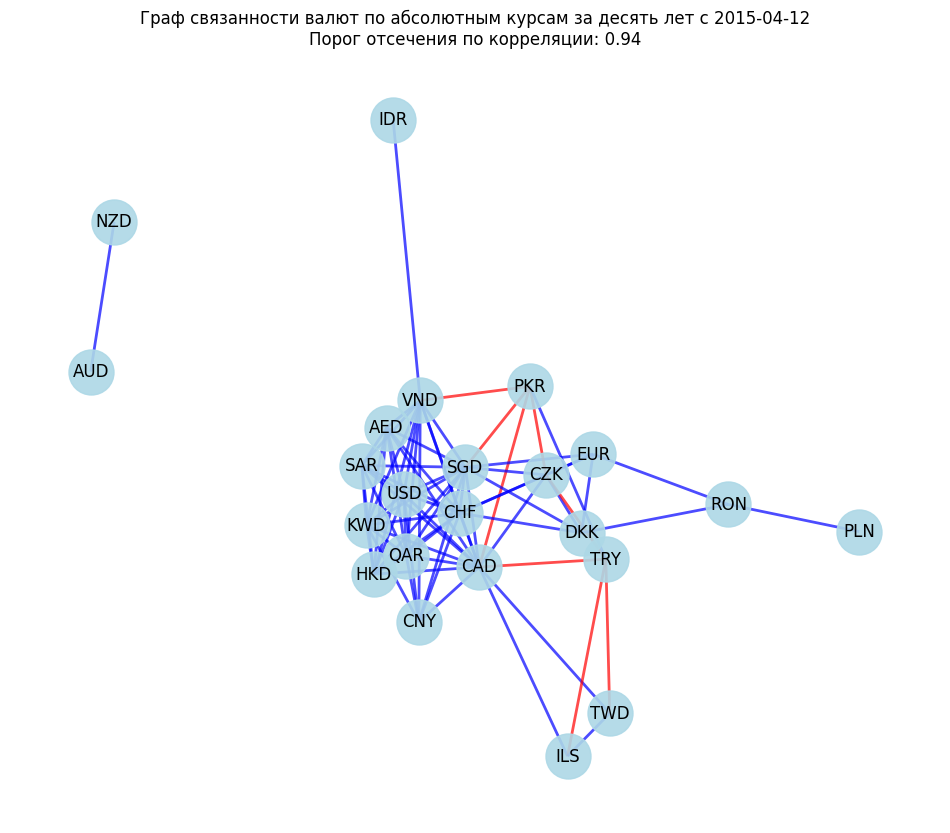 Граф связанности валют по абсолютным курсам за десять лет с 2015-04-12
Порог отсечения по корреляции: 0.94
IDR
NZD
AUD
PKR
VND
AED
EUR
SAR
SGD
CZK
USD
RON
CHF
KWD
DKK
PLN
QAR
TRY
HKD
CAD
CNY
TWD
ILS